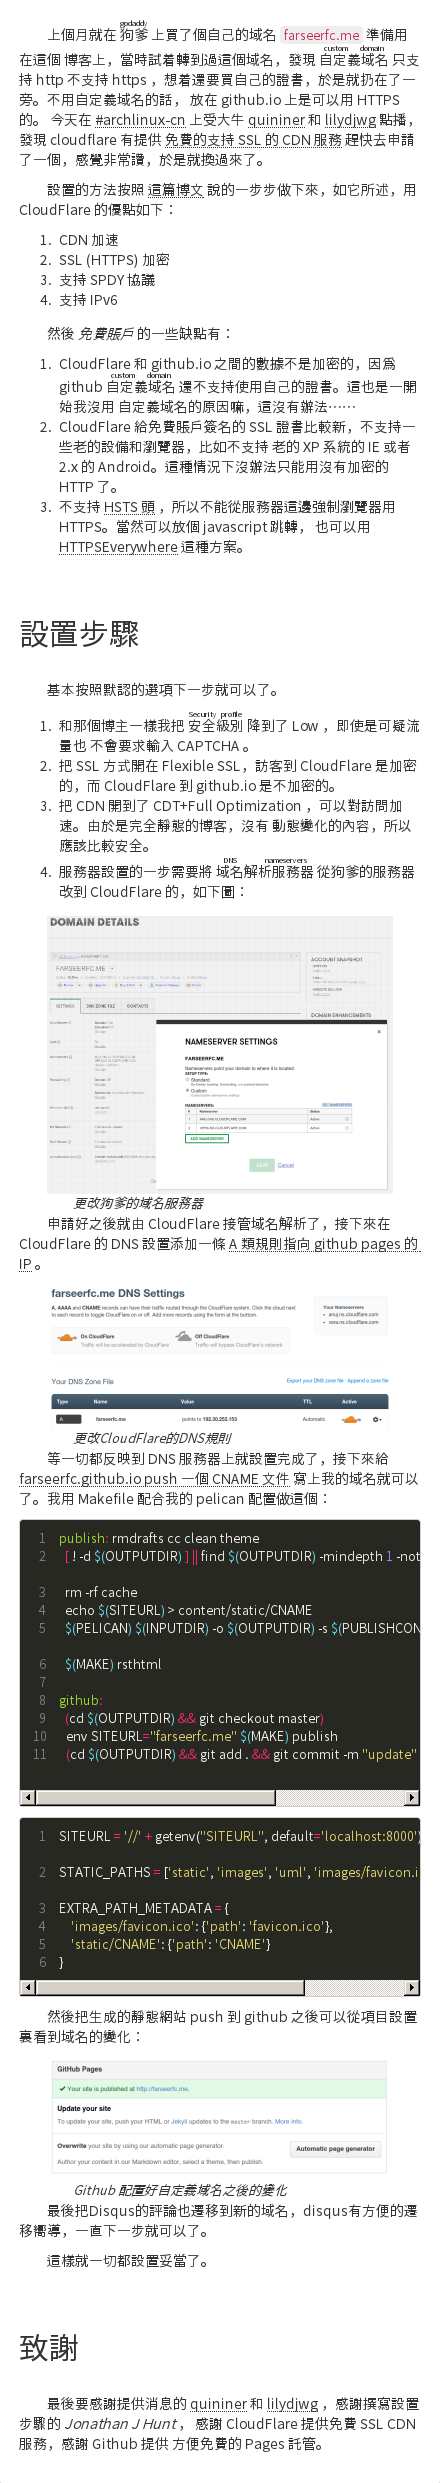 上個月就在 狗爹(godaddy) 上買了個自己的域名 farseerfc.me 準備用
在這個 博客上，當時試着轉到過這個域名，發現 自定義域名(custom domain) 只支
持 http 不支持 https ，想着還要買自己的證書，於是就扔在了一
旁。不用自定義域名的話， 放在 github.io 上是可以用 HTTPS
的。 今天在 #archlinux-cn 上受大牛 quininer 和 lilydjwg 點播，
發現 cloudflare 有提供 免費的支持 SSL 的 CDN 服務 趕快去申請
了一個，感覺非常讚，於是就換過來了。
設置的方法按照 這篇博文 說的一步步做下來，如它所述，用
CloudFlare 的優點如下：
1. CDN 加速
2. SSL (HTTPS) 加密
3. 支持 SPDY 協議
4. 支持 IPv6
然後 免費賬戶 的一些缺點有：
1. CloudFlare 和 github.io 之間的數據不是加密的，因爲
github 自定義域名(custom domain) 還不支持使用自己的證書。這也是一開
始我沒用 自定義域名的原因嘛，這沒有辦法……
2. CloudFlare 給免費賬戶簽名的 SSL 證書比較新，不支持一
些老的設備和瀏覽器，比如不支持 老的 XP 系統的 IE 或者
2.x 的 Android。這種情況下沒辦法只能用沒有加密的
HTTP 了。
3. 不支持 HSTS 頭 ，所以不能從服務器這邊強制瀏覽器用
HTTPS。當然可以放個 javascript 跳轉， 也可以用
HTTPSEverywhere 這種方案。
設置步驟
基本按照默認的選項下一步就可以了。
1. 和那個博主一樣我把 安全級別(Security profile) 降到了 Low ，即使是可疑流
量也 不會要求輸入 CAPTCHA 。
2. 把 SSL 方式開在 Flexible SSL，訪客到 CloudFlare 是加密
的，而 CloudFlare 到 github.io 是不加密的。
3. 把 CDN 開到了 CDT+Full Optimization ，可以對訪問加
速。由於是完全靜態的博客，沒有 動態變化的內容，所以
應該比較安全。
4. 服務器設置的一步需要將 域名解析服務器(DNS nameservers) 從狗爹的服務器
改到 CloudFlare 的，如下圖：
DOMAIN DETAILS
FARSEERFC.ME
ACCOUNT SNAPSHOT
SETTINGS DNS ZONE FILE CONTACTS
DOMAIN ENHANCEMENTS
NAMESERVER SETTINGS
FARSEERFC.ME
Nameservers point your domain to where it is located.
SETUP TYPE:
Standard
Custom
NAMESERVERS: EDIT NAMESERVERS
# Nameserver Status
1 ANUJ.NS.CLOUDFLARE.COM Active
2 VERA.NS.CLOUDFLARE.COM Active
ADD NAMESERVER
SAVE Cancel
更改狗爹的域名服務器
申請好之後就由 CloudFlare 接管域名解析了，接下來在
CloudFlare 的 DNS 設置添加一條 A 類規則指向 github pages 的
IP 。
farseerfc.me DNS Settings
A, AAAA and CNAME records can have their traffic routed through the CloudFlare system. Click the cloud next
to each record to toggle CloudFlare on or off. Add more records using the form at the bottom.
Your Nameservers
• anuj.ns.cloudflare.com
• vera.ns.cloudflare.com
On CloudFlare
Traffic will be accelerated by CloudFlare
Off CloudFlare
Traffic will bypass CloudFlare's network
Your DNS Zone File
Export your DNS zone file · Append a zone file
Type Name Value TTL Active
A farseerfc.me points to 192.30.252.153 Automatic
更改CloudFlare的DNS規則
等一切都反映到 DNS 服務器上就設置完成了，接下來給
farseerfc.github.io push 一個 CNAME 文件 寫上我的域名就可以
了。我用 Makefile 配合我的 pelican 配置做這個：
1 publish: rmdrafts cc clean theme
2 [ ! -d $(OUTPUTDIR) ] || find $(OUTPUTDIR) -mindepth 1 -not
3 rm -rf cache
4 echo $(SITEURL) > content/static/CNAME
5 $(PELICAN) $(INPUTDIR) -o $(OUTPUTDIR) -s $(PUBLISHCON
6 $(MAKE) rsthtml
7
8 github:
9 (cd $(OUTPUTDIR) && git checkout master)
10 env SITEURL="farseerfc.me" $(MAKE) publish
11 (cd $(OUTPUTDIR) && git add . && git commit -m "update"
1 SITEURL = '//' + getenv("SITEURL", default='localhost:8000')
2 STATIC_PATHS = ['static', 'images', 'uml', 'images/favicon.i
3 EXTRA_PATH_METADATA = {
4 'images/favicon.ico': {'path': 'favicon.ico'},
5 'static/CNAME': {'path': 'CNAME'}
6 }
然後把生成的靜態網站 push 到 github 之後可以從項目設置
裏看到域名的變化：
GitHub Pages
✔ Your site is published at http://farseerfc.me.
Update your site
To update your site, push your HTML or Jekyll updates to the master branch. More info.
Overwrite your site by using our automatic page generator.
Author your content in our Markdown editor, select a theme, then publish.
Automatic page generator
Github 配置好自定義域名之後的變化
最後把Disqus的評論也遷移到新的域名，disqus有方便的遷
移嚮導，一直下一步就可以了。
這樣就一切都設置妥當了。
致謝
最後要感謝提供消息的 quininer 和 lilydjwg ，感謝撰寫設置
步驟的 Jonathan J Hunt ， 感謝 CloudFlare 提供免費 SSL CDN
服務，感謝 Github 提供 方便免費的 Pages 託管。